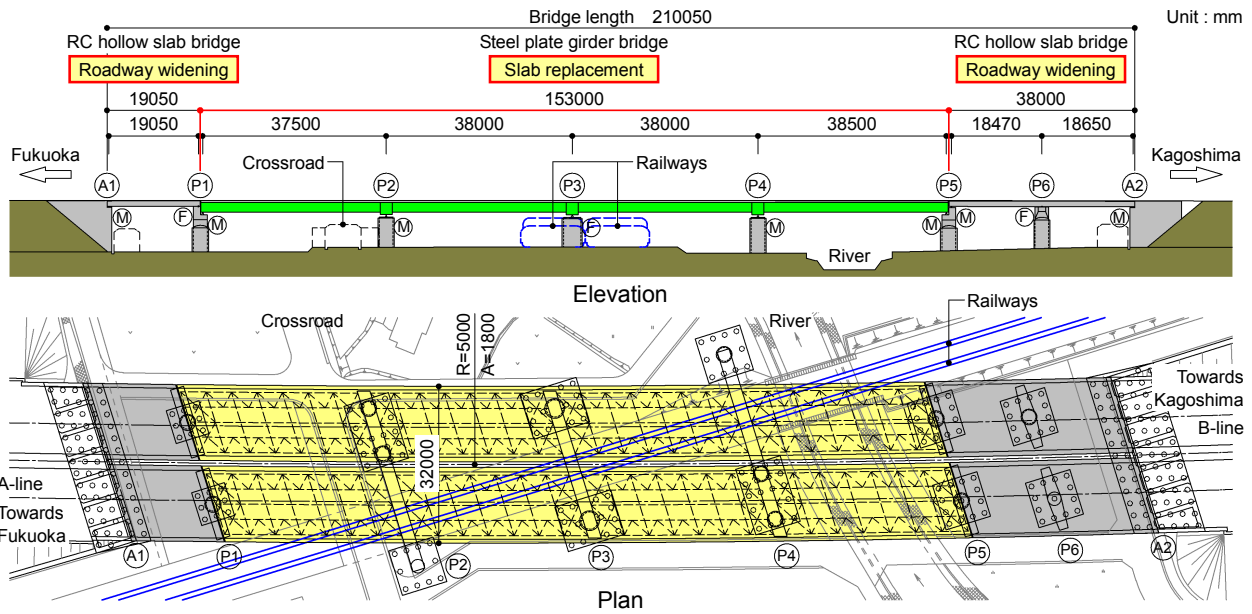 Bridge length 210050
Unit : mm
RC hollow slab bridge
Steel plate girder bridge
RC hollow slab bridge
Roadway widening
Slab replacement
Roadway widening
19050
153000
38000
19050
37500
38000
38000
38500
18470
18650
Fukuoka
Crossroad
Railways
Kagoshima
A1
P1
P2
P3
P4
P5
P6
A2
M
F
M
M
F
M
M
M
F
M
River
Elevation
Crossroad
R=5000
A=1800
River
Railways
Towards
Kagoshima
B-line
32000
A-line
Towards
Fukuoka
A1
P1
P2
P3
P4
P5
P6
A2
Plan